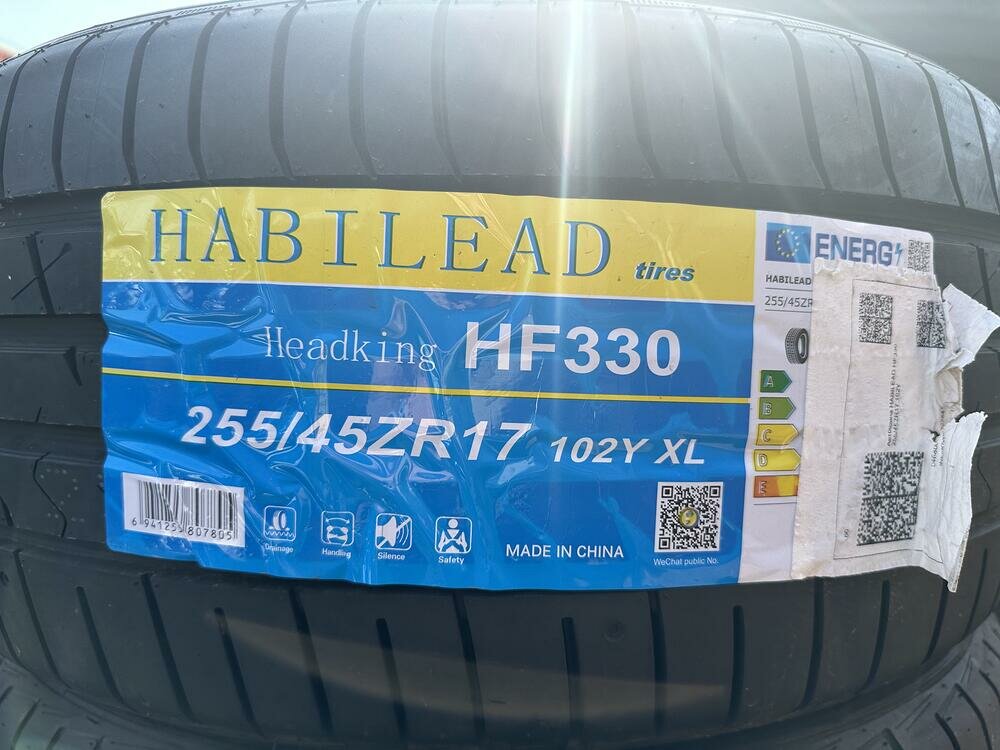 HABILEAD tires
Headking HF330
255/45ZR17 102Y XL
6 941253 807805
Drainage
Handling
Silence
Safety
MADE IN CHINA
WeChat public No.
ENERG
HABILEAD
255/45ZR
A
B
C
D
E